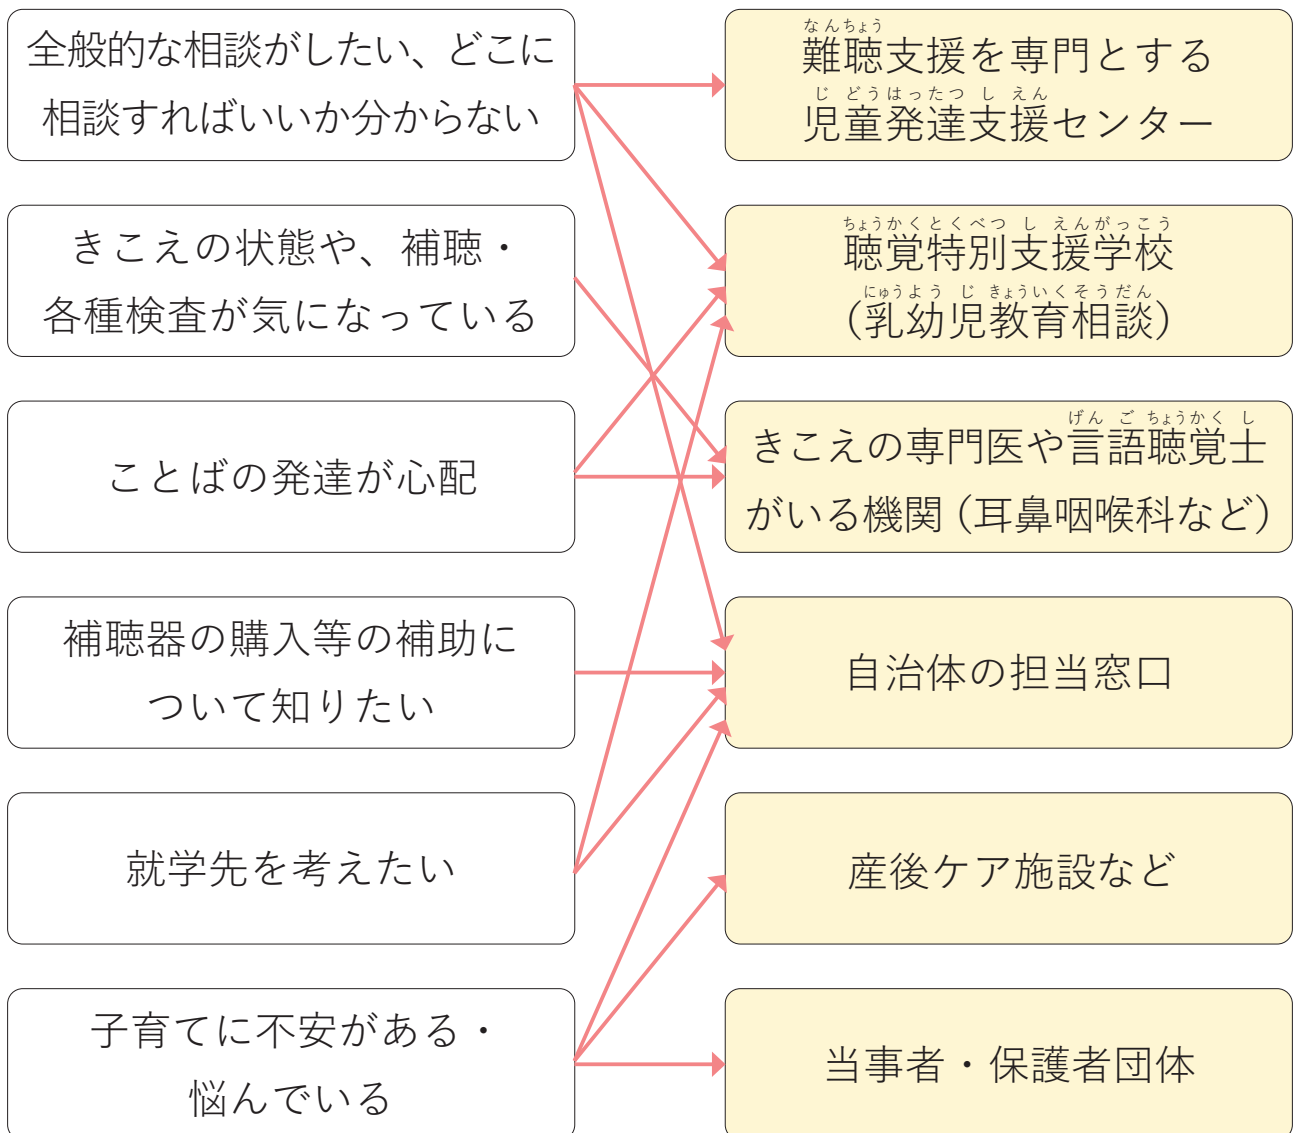 全般的な相談がしたい、どこに
相談すればいいか分からない
きこえの状態や、補聴・
各種検査が気になっている
ことばの発達が心配
補聴器の購入等の補助に
ついて知りたい
就学先を考えたい
子育てに不安がある・
悩んでいる
なんちょう
難聴支援を専門とする
じどうはったつしえん
児童発達支援センター
ちょうかくとくべつしえんがっこう
聴覚特別支援学校
にゅうようじきょういくそうだん
(乳幼児教育相談)
げんごちょうかくし
きこえの専門医や言語聴覚士
がいる機関(耳鼻咽喉科など)
自治体の担当窓口
産後ケア施設など
当事者・保護者団体